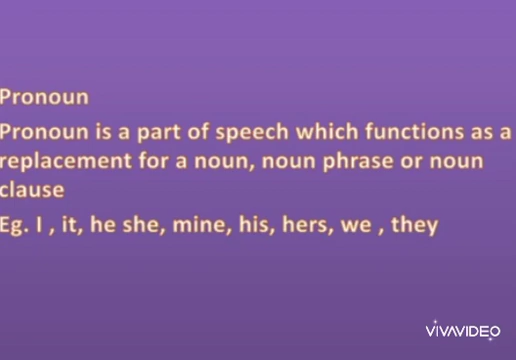 Pronoun
Pronoun is a part of speech which functions as a
replacement for a noun, noun phrase or noun
clause
Eg. I , it, he she, mine, his, hers, we , they
VIVAVIDEO